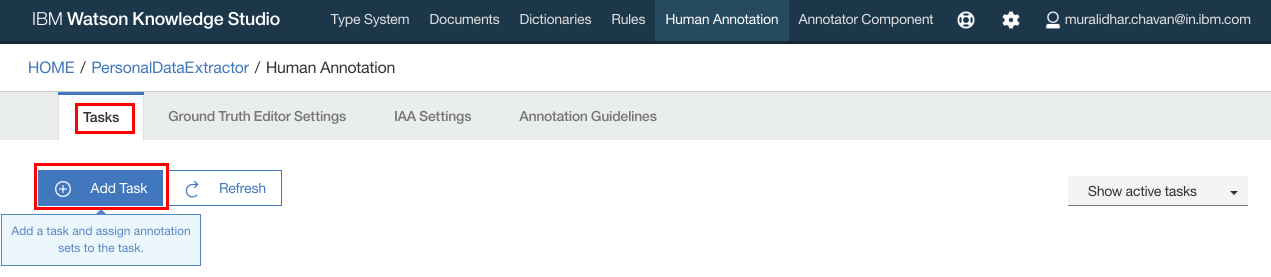 IBM Watson Knowledge Studio Type System Documents Dictionaries Rules Human Annotation Annotator Component muralidhar.chavan@in.ibm.com
HOME / PersonalDataExtractor / Human Annotation
Tasks Ground Truth Editor Settings IAA Settings Annotation Guidelines
Add Task Refresh Show active tasks
Add a task and assign annotation
sets to the task.